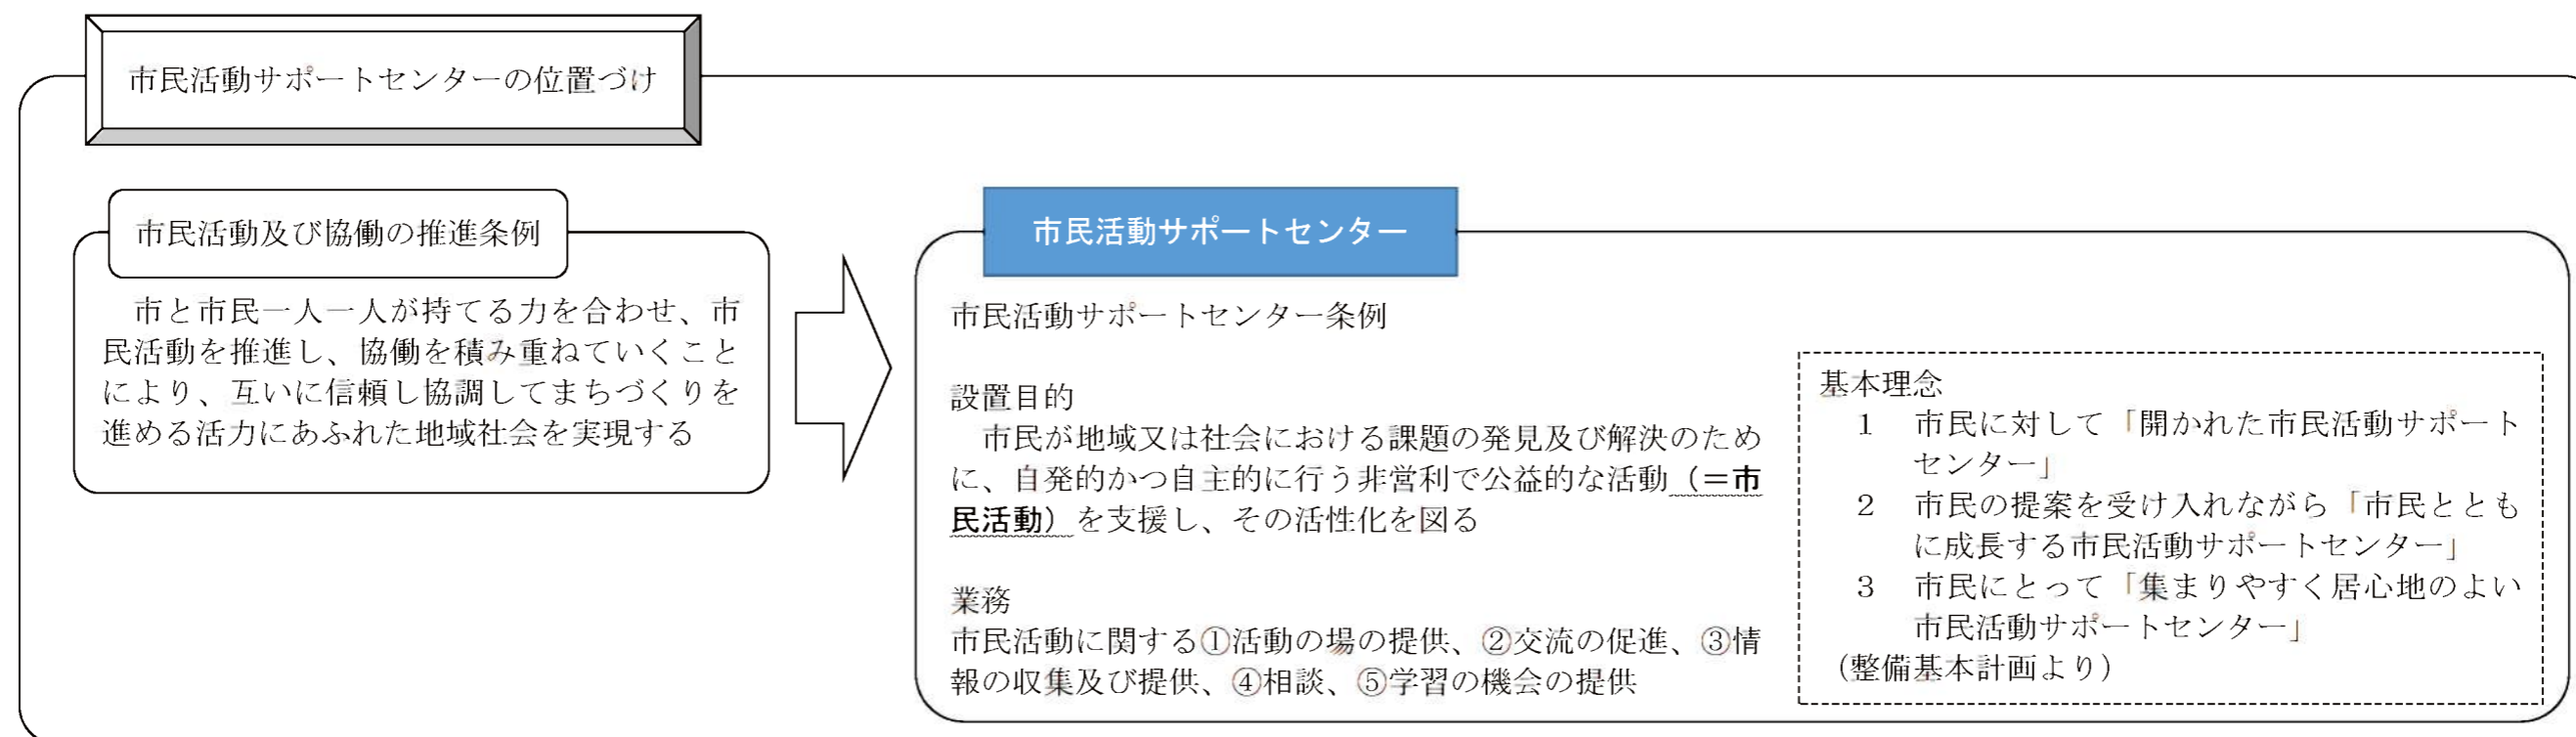 市民活動サポートセンターの位置づけ
市民活動及び協働の推進条例
市と市民一人一人が持てる力を合わせ、市
民活動を推進し、協働を積み重ねていくこと
により、互いに信頼し協調してまちづくりを
進める活力にあふれた地域社会を実現する
市民活動サポートセンター
市民活動サポートセンター条例
設置目的
市民が地域又は社会における課題の発見及び解決のため
に、自発的かつ自主的に行う非営利で公益的な活動（＝市
民活動）を支援し、その活性化を図る
業務
市民活動に関する①活動の場の提供、②交流の促進、③情
報の収集及び提供、④相談、⑤学習の機会の提供
基本理念
1　市民に対して「開かれた市民活動サポート
センター」
2　市民の提案を受け入れながら「市民ととも
に成長する市民活動サポートセンター」
3　市民にとって「集まりやすく居心地のよい
市民活動サポートセンター」
（整備基本計画より）